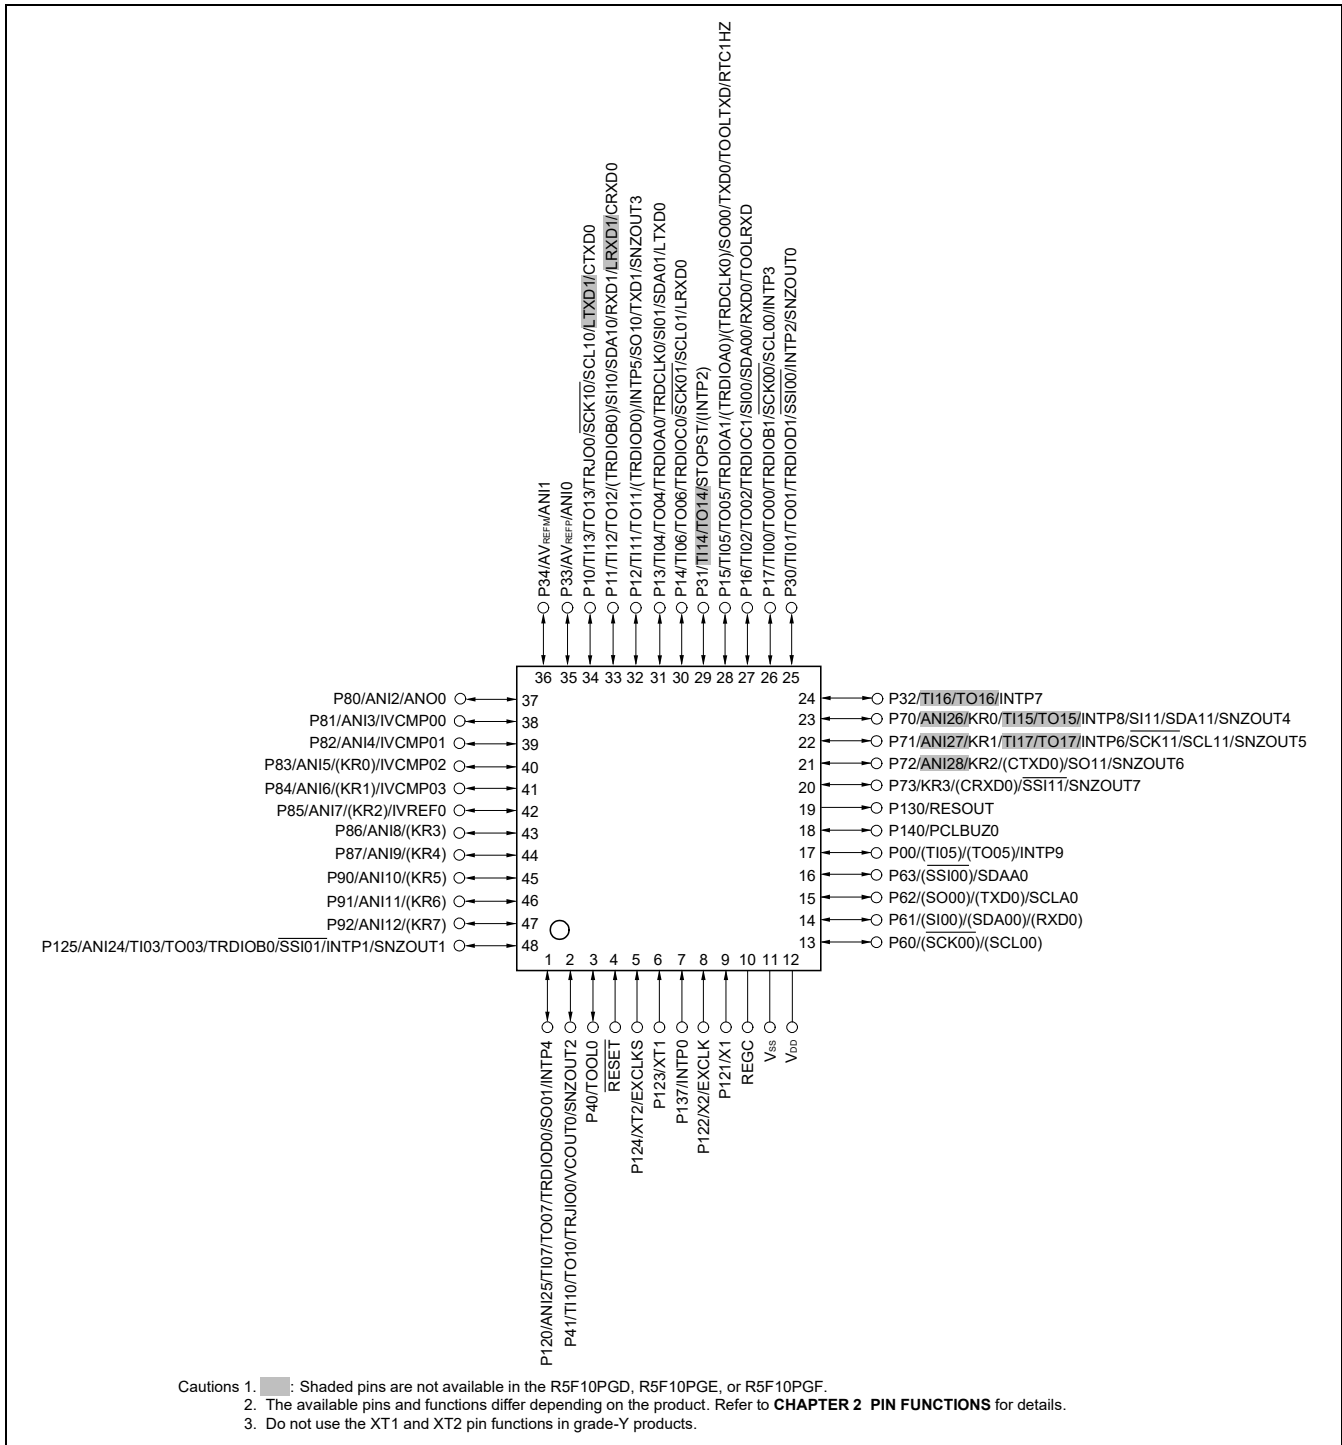 P34/AVREFM/ANI1
P33/AVREFP/ANI0
P10/TI13/TO13/TRJO0/SCK10/SCL10/LTXD1/CTXD0
P11/TI12/TO12/(TRDIOB0)/SI10/SDA10/RXD1/LRXD1/CRXD0
P12/TI11/TO11/(TRDIOD0)/INTP5/SO10/TXD1/SNZOUT3
P13/TI04/TO04/TRDIOA0/TRDCLK0/SI01/SDA01/LTXD0
P14/TI06/TO06/TRDIOC0/SCK01/SCL01/LRXD0
P31/TI14/TO14/STOPST/(INTP2)
P15/TI05/TO05/TRDIOA1/(TRDIOA0)/(TRDCLK0)/SO00/TXD0/TOOLTXD/RTC1HZ
P16/TI02/TO02/TRDIOC1/SI00/SDA00/RXD0/TOOLRXD
P17/TI00/TO00/TRDIOB1/SCK00/SCL00/INTP3
P30/TI01/TO01/TRDIOD1/SSI00/INTP2/SNZOUT0
36 35 34 33 32 31 30 29 28 27 26 25
P80/ANI2/ANO0 37
P81/ANI3/IVCMP00 38
P82/ANI4/IVCMP01 39
P83/ANI5/(KR0)/IVCMP02 40
P84/ANI6/(KR1)/IVCMP03 41
P85/ANI7/(KR2)/IVREF0 42
P86/ANI8/(KR3) 43
P87/ANI9/(KR4) 44
P90/ANI10/(KR5) 45
P91/ANI11/(KR6) 46
P92/ANI12/(KR7) 47
P125/ANI24/TI03/TO03/TRDIOB0/SSI01/INTP1/SNZOUT1 48
24 P32/TI16/TO16/INTP7
23 P70/ANI26/KR0/TI15/TO15/INTP8/SI11/SDA11/SNZOUT4
22 P71/ANI27/KR1/TI17/TO17/INTP6/SCK11/SCL11/SNZOUT5
21 P72/ANI28/KR2/(CTXD0)/SO11/SNZOUT6
20 P73/KR3/(CRXD0)/SSI11/SNZOUT7
19 P130/RESOUT
18 P140/PCLBUZ0
17 P00/(TI05)/(TO05)/INTP9
16 P63/(SSI00)/SDAA0
15 P62/(SO00)/(TXD0)/SCLA0
14 P61/(SI00)/(SDA00)/(RXD0)
13 P60/(SCK00)/(SCL00)
1 2 3 4 5 6 7 8 9 10 11 12
P120/ANI25/TI07/TO07/TRDIOD0/SO01/INTP4
P41/TI10/TO10/TRJIO0/VCOUT0/SNZOUT2
P40/TOOL0
RESET
P124/XT2/EXCLKS
P123/XT1
P137/INTP0
P122/X2/EXCLK
P121/X1
REGC
VSS
VDD
Cautions 1. : Shaded pins are not available in the R5F10PGD, R5F10PGE, or R5F10PGF.
2. The available pins and functions differ depending on the product. Refer to CHAPTER 2 PIN FUNCTIONS for details.
3. Do not use the XT1 and XT2 pin functions in grade-Y products.